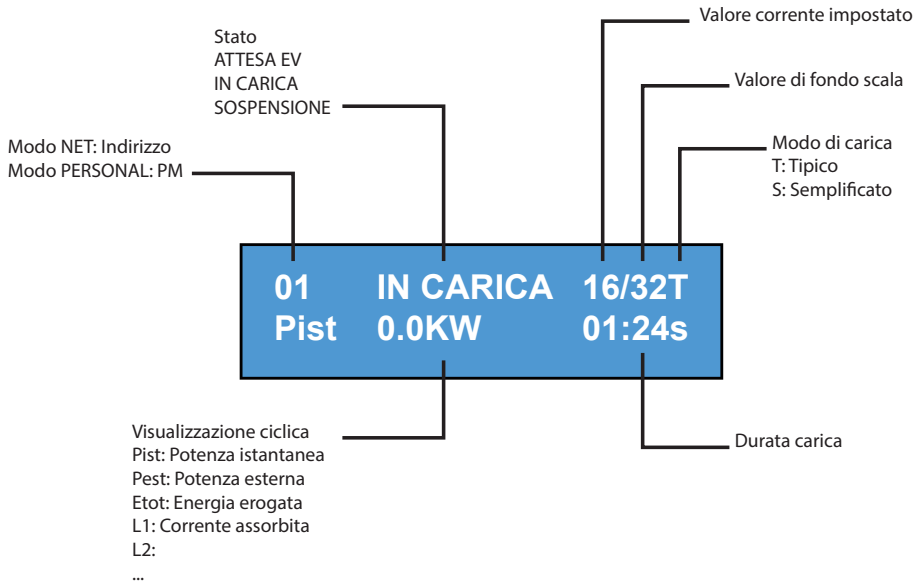 Valore corrente impostato
Stato
ATTESA EV
IN CARICA
SOSPENSIONE
Valore di fondo scala
Modo NET: Indirizzo
Modo PERSONAL: PM
Modo di carica
T: Tipico
S: Semplificato
01 IN CARICA 16/32T
Pist 0.0KW 01:24s
Visualizzazione ciclica
Pist: Potenza istantanea
Pest: Potenza esterna
Etot: Energia erogata
L1: Corrente assorbita
L2:
...
Durata carica